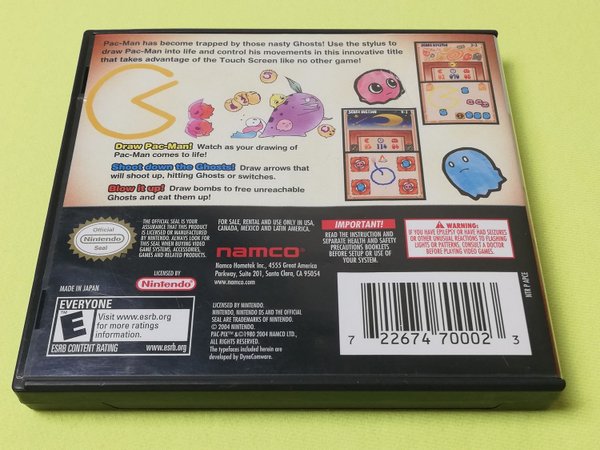 Pac-Man has become trapped by those nasty Ghosts! Use the stylus to
draw Pac-Man into life and control his movements in this innovative title
that takes advantage of the Touch Screen like no other game!
Draw Pac-Man! Watch as your drawing of
Pac-Man comes to life!
Shoot down the Ghosts! Draw arrows that
will shoot up, hitting Ghosts or switches.
Blow it up! Draw bombs to free unreachable
Ghosts and eat them up!
Official
Nintendo
Seal
THE OFFICIAL SEAL IS YOUR
ASSURANCE THAT THIS PRODUCT
IS LICENSED OR MANUFACTURED
BY NINTENDO. ALWAYS LOOK FOR
THIS SEAL WHEN BUYING VIDEO
GAME SYSTEMS, ACCESSORIES,
GAMES AND RELATED PRODUCTS.
MADE IN JAPAN
LICENSED BY
Nintendo
EVERYONE
E
Visit www.esrb.org
for more ratings
information.
ESRB CONTENT RATING
www.esrb.org
FOR SALE, RENTAL AND USE ONLY IN USA,
CANADA, MEXICO AND LATIN AMERICA.
namco
Namco Hometek Inc., 4555 Great America
Parkway, Suite 201, Santa Clara, CA 95054
www.namco.com
LICENSED BY NINTENDO.
NINTENDO, NINTENDO DS AND THE OFFICIAL
SEAL ARE TRADEMARKS OF NINTENDO.
© 2004 NINTENDO.
PAC-PIX™ &©1980 2004 NAMCO LTD.,
ALL RIGHTS RESERVED.
The typefaces included herein are
developed by DynaComware.
IMPORTANT!
READ THE INSTRUCTION AND
SEPARATE HEALTH AND SAFETY
PRECAUTIONS BOOKLETS
BEFORE SETUP OR USE OF
YOUR SYSTEM.
WARNING:
IF YOU HAVE EPILEPSY OR HAVE HAD SEIZURES
OR OTHER UNUSUAL REACTIONS TO FLASHING
LIGHTS OR PATTERNS, CONSULT A DOCTOR
BEFORE PLAYING VIDEO GAMES.
NTR P APCE
7 22674 70002 3